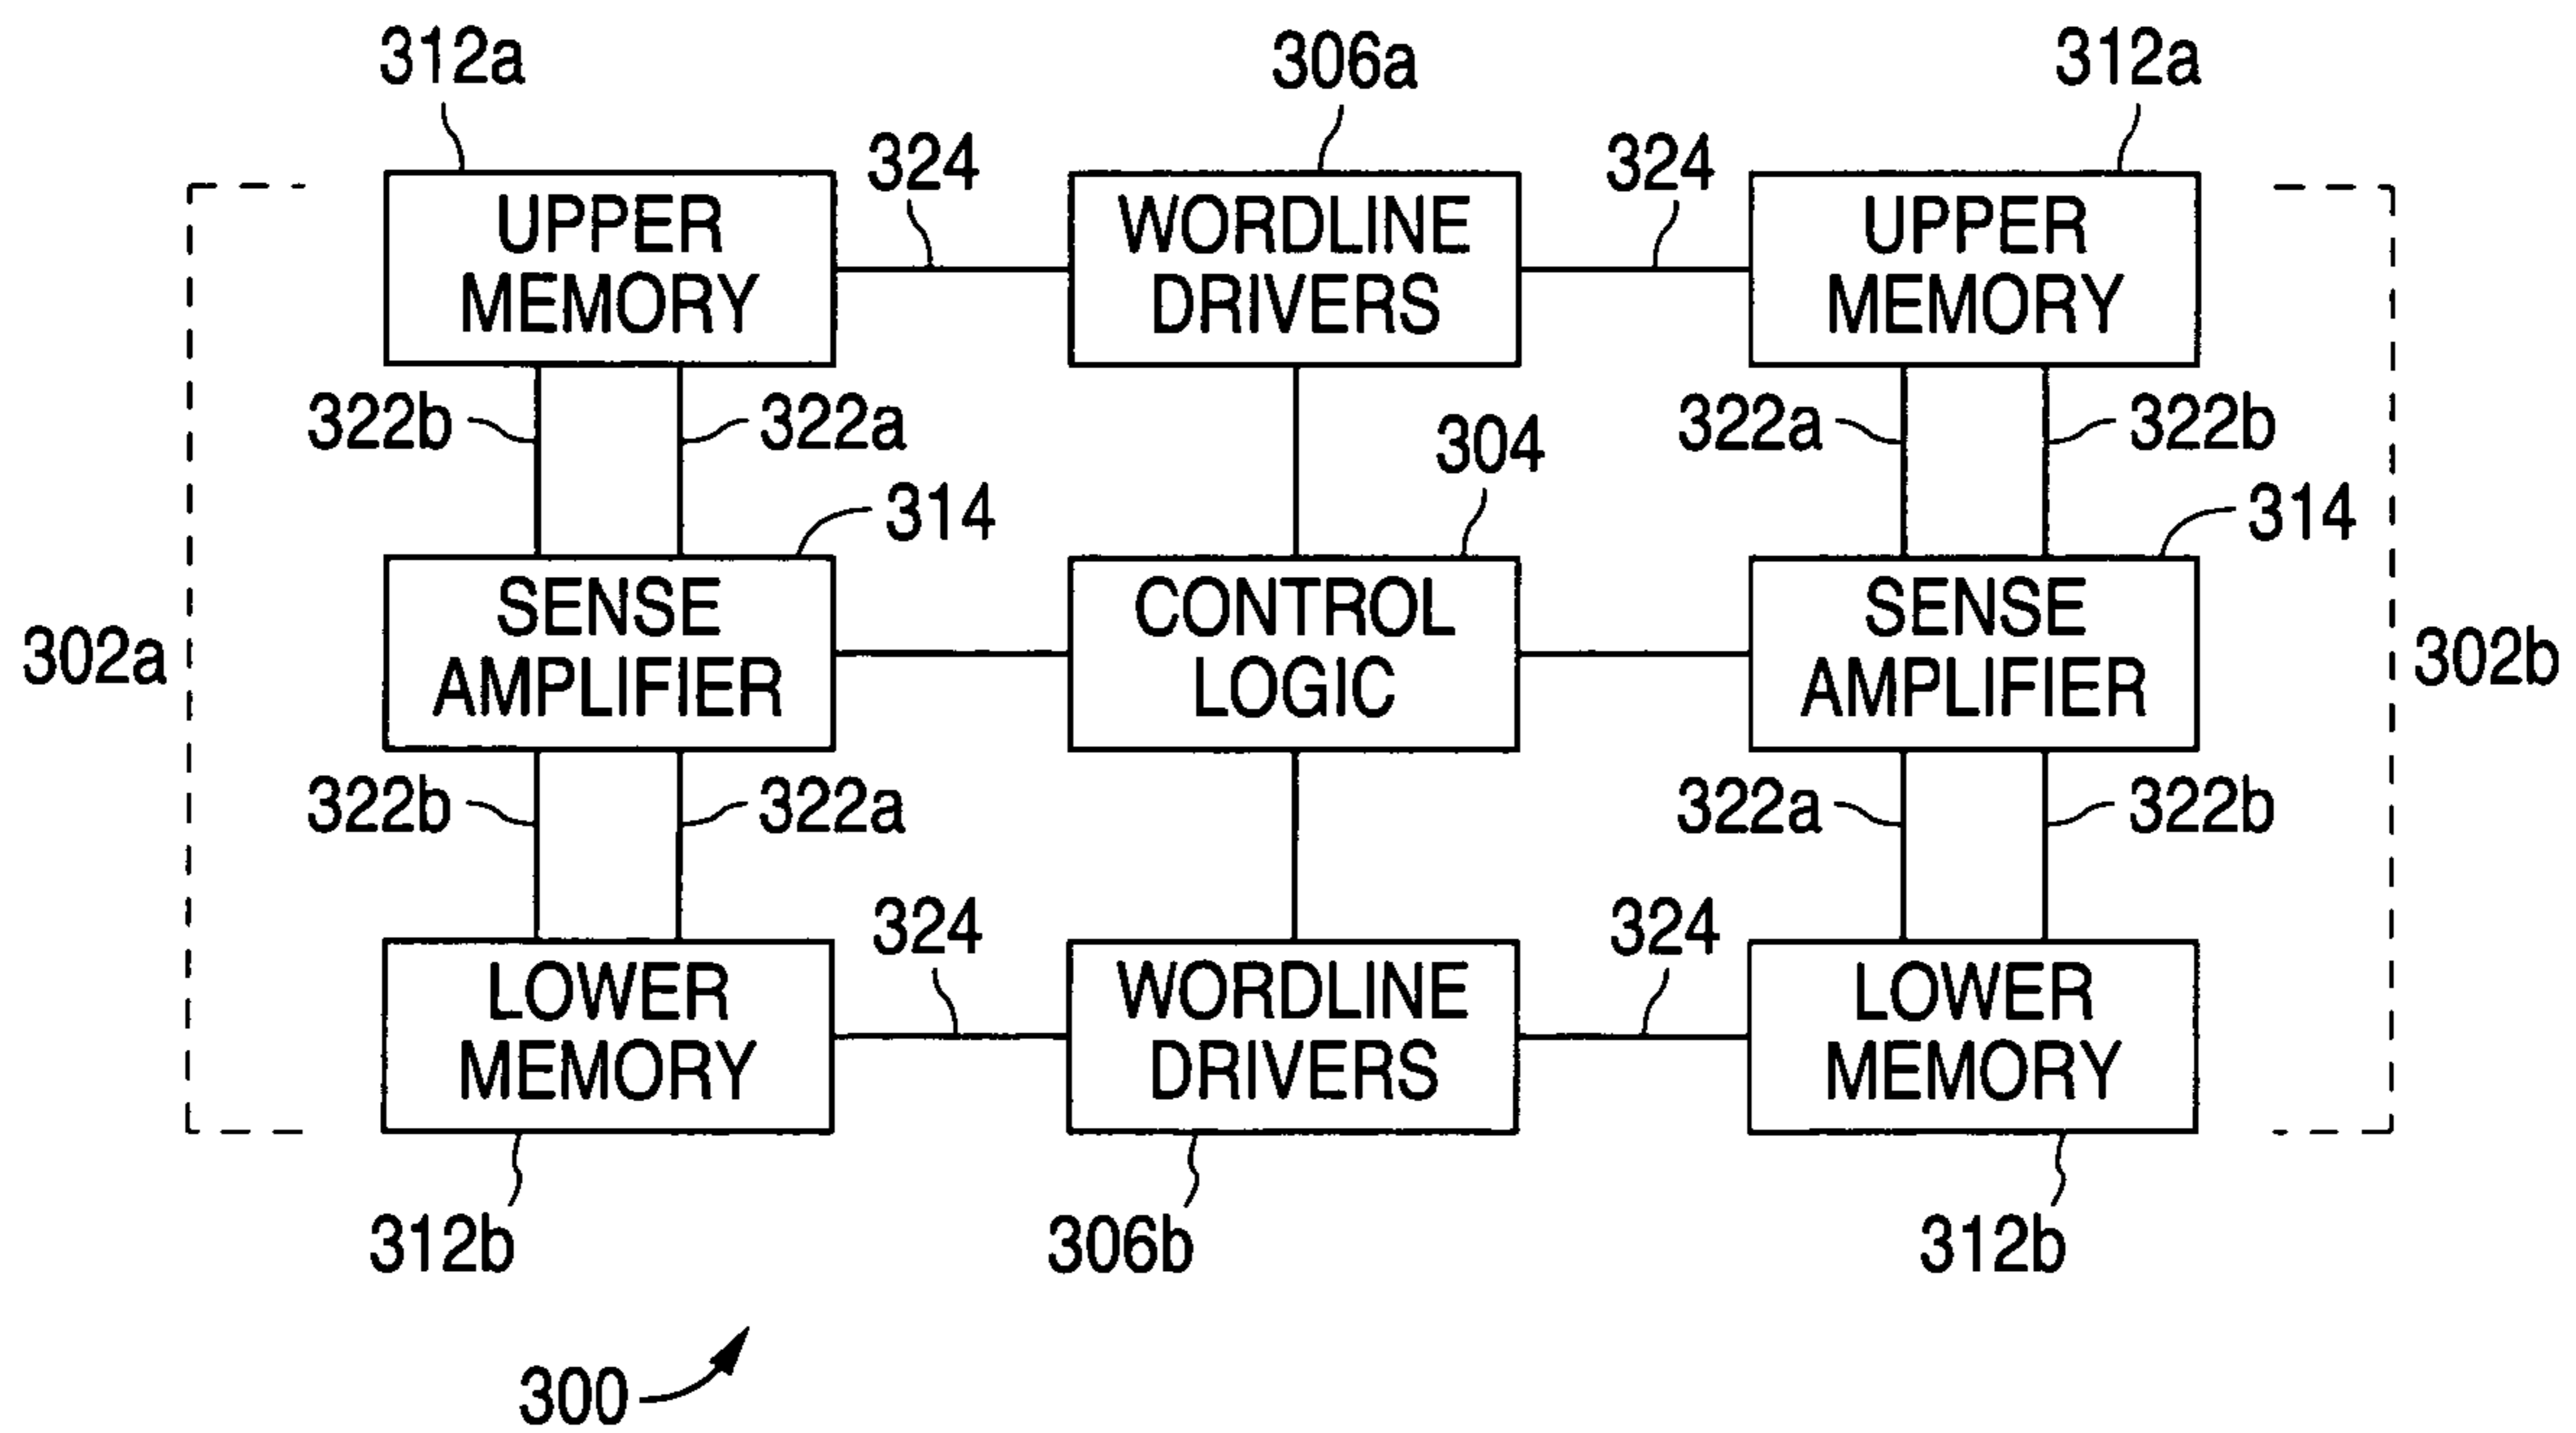 312a
306a
312a
324
324
UPPER
MEMORY
WORDLINE
DRIVERS
UPPER
MEMORY
322b
322a
322a
322b
304
314
314
302a
SENSE
AMPLIFIER
CONTROL
LOGIC
SENSE
AMPLIFIER
302b
322b
322a
322a
322b
324
324
LOWER
MEMORY
WORDLINE
DRIVERS
LOWER
MEMORY
312b
306b
312b
300